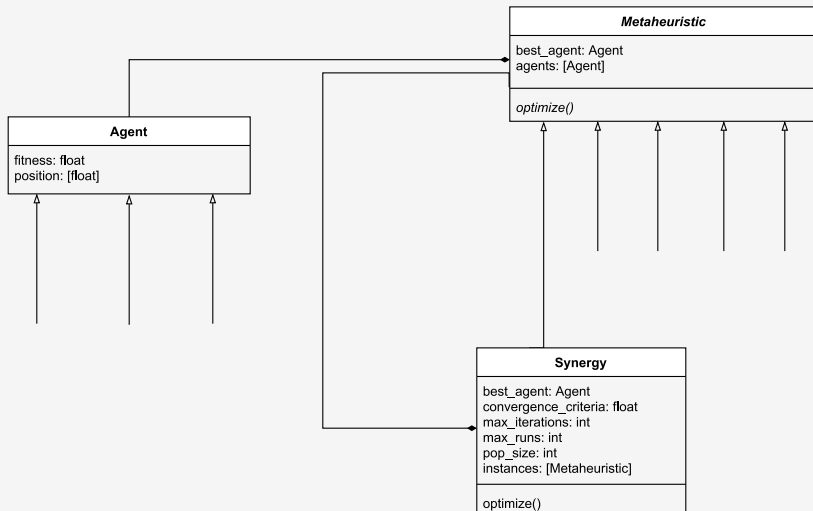 Metaheuristic
best_agent: Agent
agents: [Agent]
optimize()
Agent
fitness: float
position: [float]
Synergy
best_agent: Agent
convergence_criteria: float
max_iterations: int
max_runs: int
pop_size: int
instances: [Metaheuristic]
optimize()